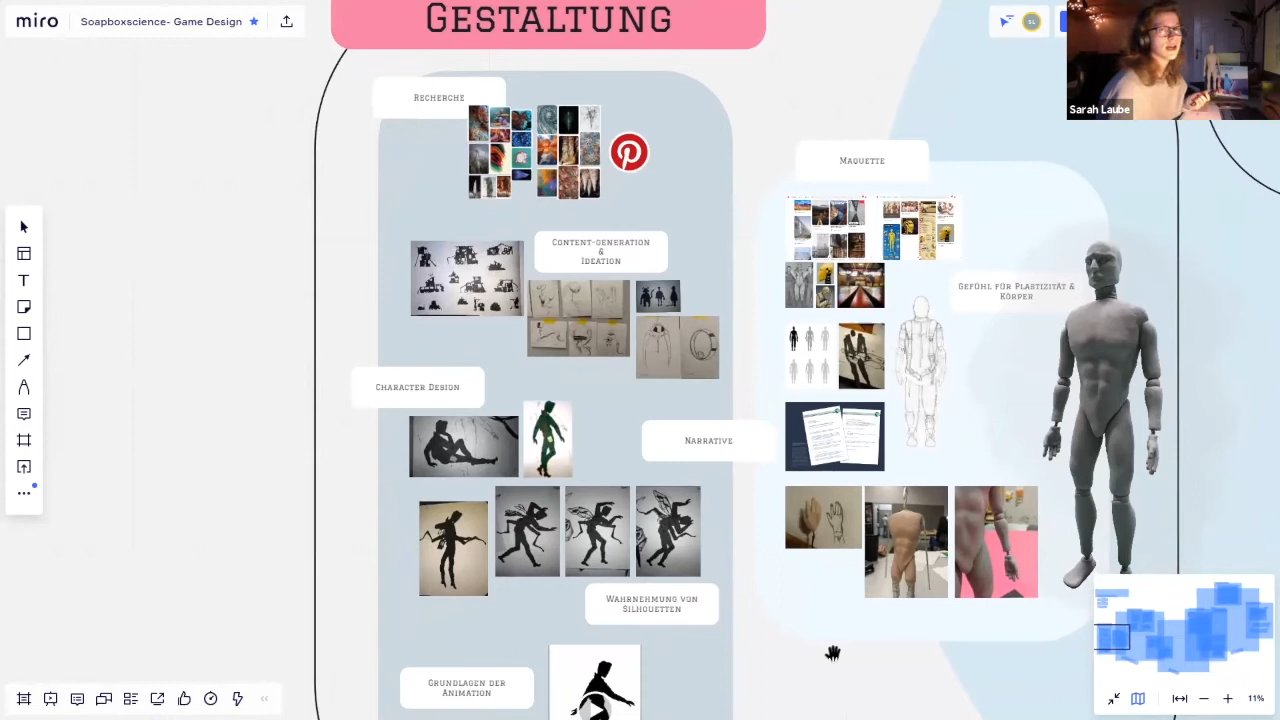 miro
Soapboxscience- Game Design
SL
Sarah Laube
Gestaltung
Recherche
Content-generation
&
Ideation
Character Design
Narrative
Wahrnehmung von
Silhouetten
Grundlagen der
Animation
Maquette
Gefühl für Plastizität &
Körper
11%